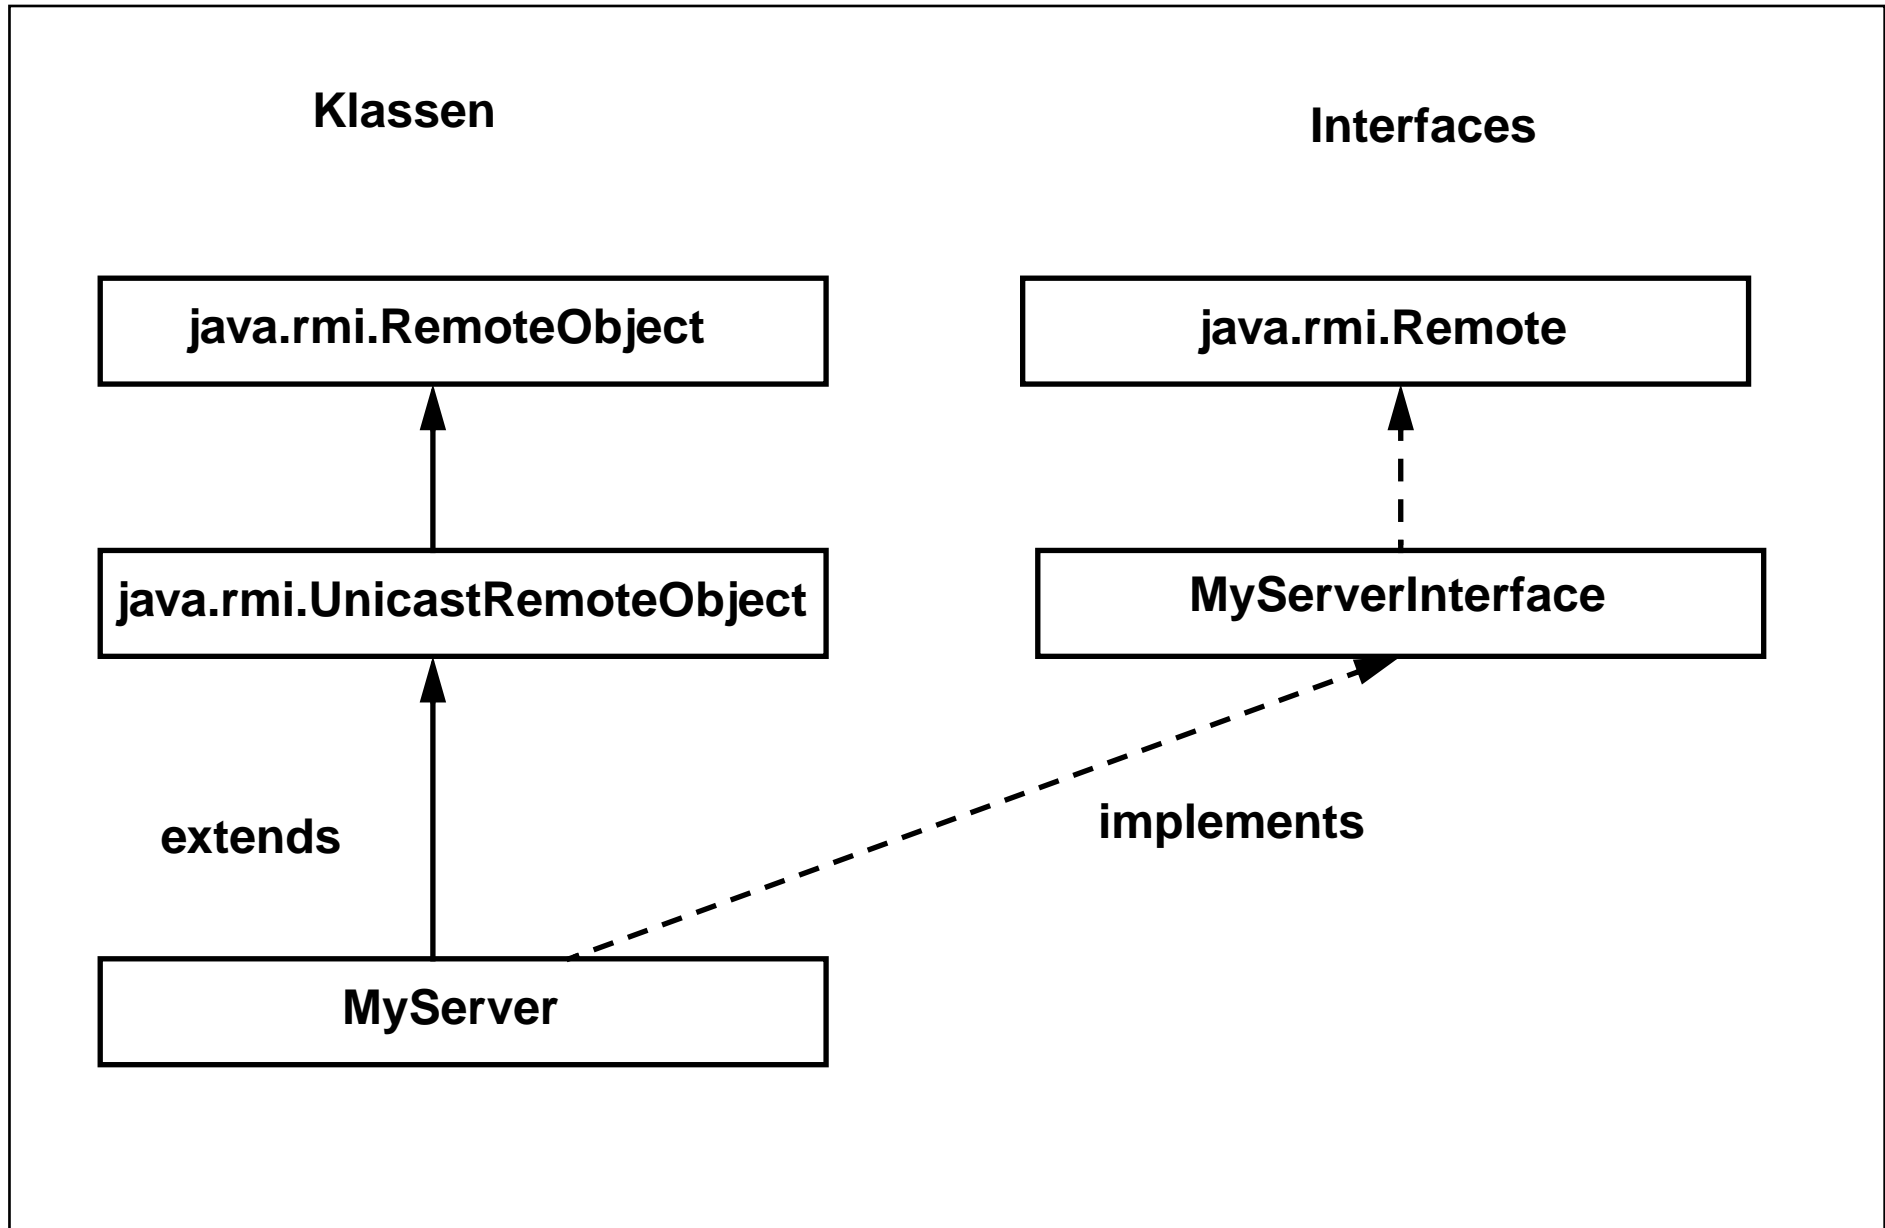 Klassen
Interfaces
java.rmi.RemoteObject
java.rmi.Remote
java.rmi.UnicastRemoteObject
MyServerInterface
extends
implements
MyServer